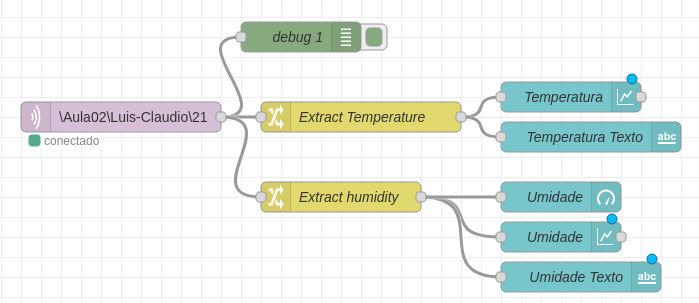 debug 1
\Aula02\Luis-Claudio\21
conectado
Extract Temperature
Temperatura
Temperatura Texto
abc
Extract humidity
Umidade
Umidade
Umidade Texto
abc